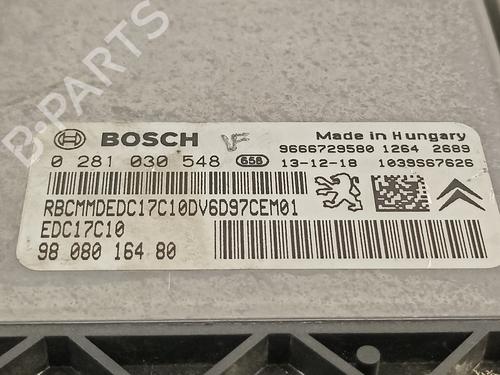 B-PARTS
BOSCH
VF
Made in Hungary
9666729580 1264 2689
0 281 030 548 658 13-12-18 1039S67626
RBCMMDEDC17C10DV6D97CEM01
EDC17C10
98 080 164 80